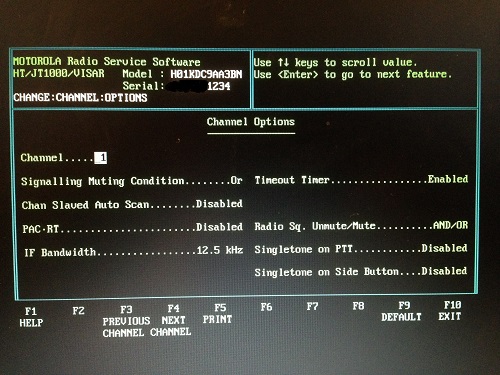 MOTOROLA Radio Service Software
HT/JT1000/VISAR Model : H01KDC9AA3BN
Serial: 1234
CHANGE:CHANNEL:OPTIONS
Use ↑↓ keys to scroll value.
Use <Enter> to go to next feature.
Channel Options
Channel.....1
Signalling Muting Condition.......Or Timeout Timer................Enabled
Chan Slaved Auto Scan.......Disabled
PAC·RT......................Disabled Radio Sq. Unmute/Mute.........AND/OR
IF Bandwidth...............12.5 kHz Singletone on PTT...........Disabled
Singletone on Side Button....Disabled
F1 F2 F3 F4 F5 F6 F7 F8 F9 F10
HELP PREVIOUS NEXT PRINT DEFAULT EXIT
CHANNEL CHANNEL